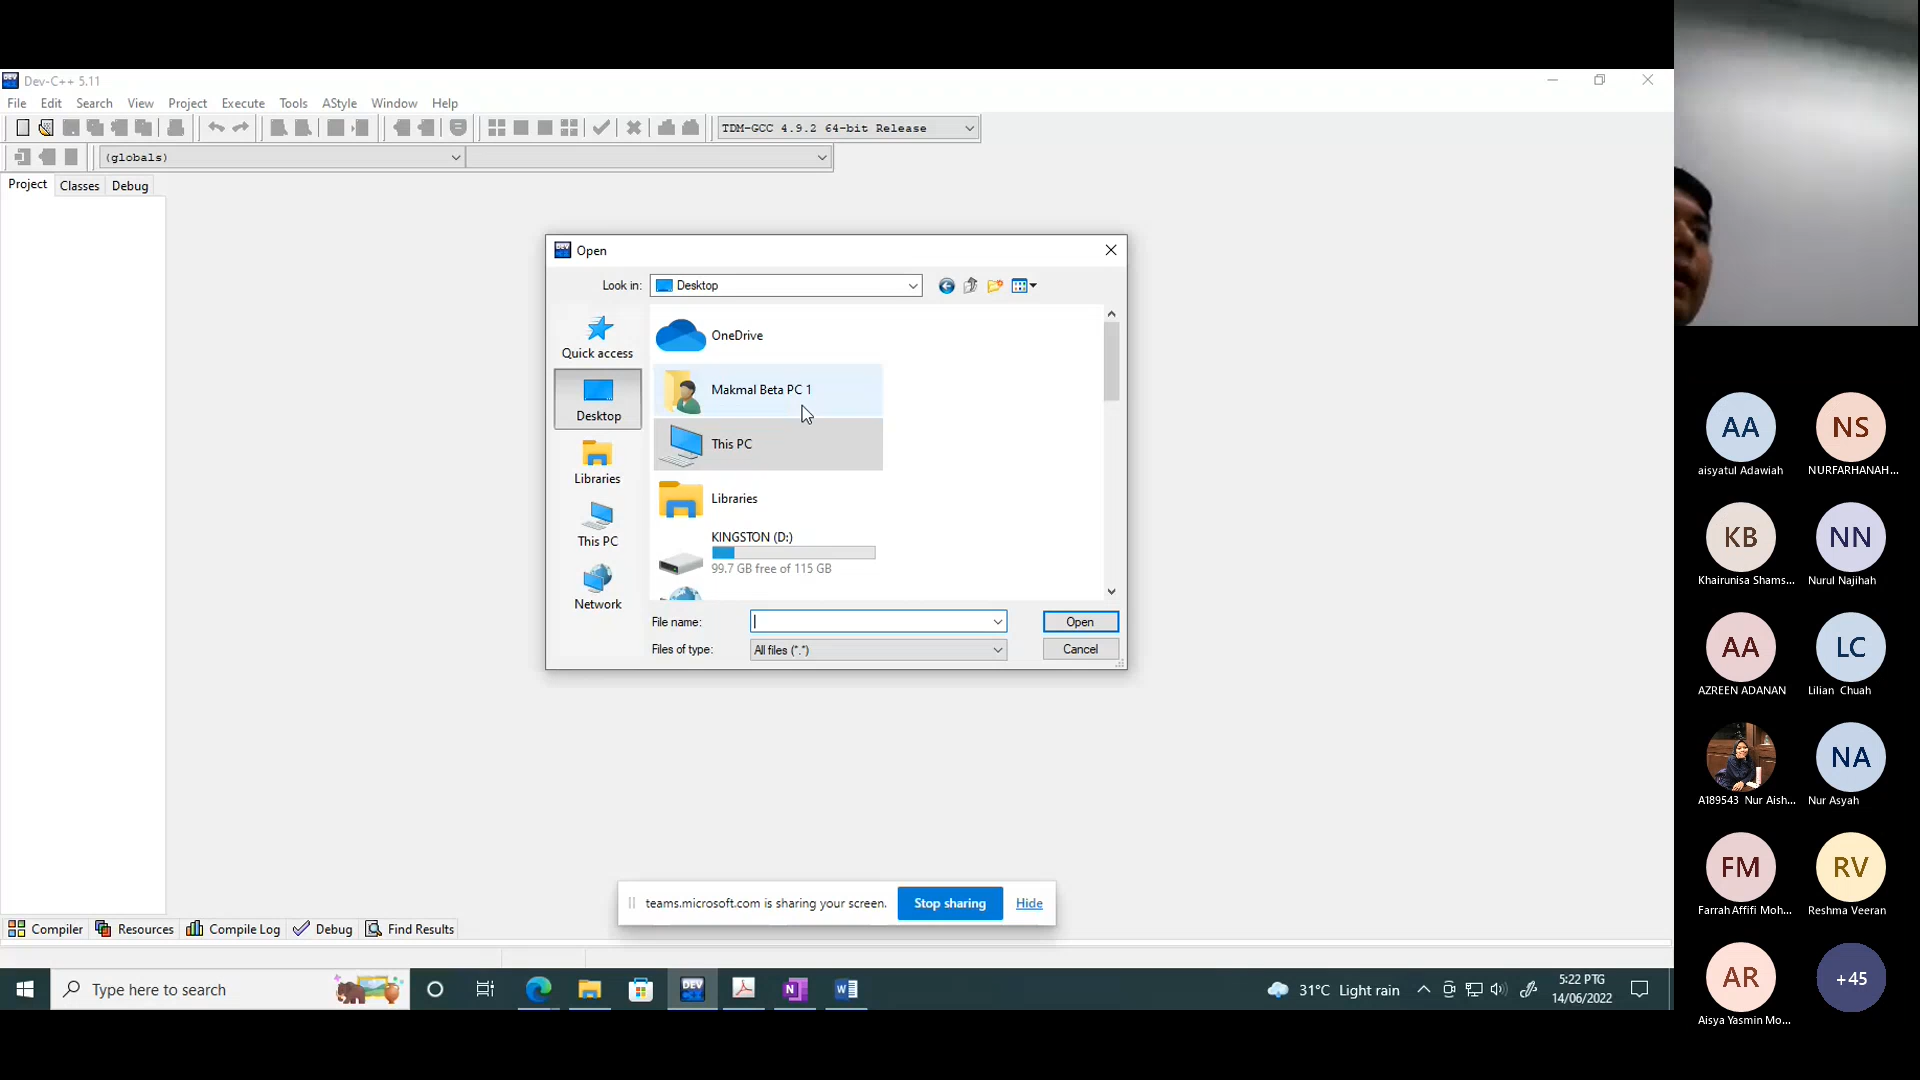 Dev-C++ 5.11
File Edit Search View Project Execute Tools AStyle Window Help
TDM-GCC 4.9.2 64-bit Release
(globals)
Project Classes Debug
Open
Look in: Desktop
Quick access
Desktop
Libraries
This PC
Network
OneDrive
Makmal Beta PC 1
This PC
Libraries
KINGSTON (D:)
99.7 GB free of 115 GB
File name: Open
Files of type: All files (*.*) Cancel
teams.microsoft.com is sharing your screen. Stop sharing Hide
Compiler Resources Compile Log Debug Find Results
Type here to search
31°C Light rain
5:22 PTG
14/06/2022
AA NS
aisyatul Adawiah NURFARHANAH...
KB NN
Khairunisa Shams... Nurul Najihah
AA LC
AZREEN ADANAN Lilian Chuah
NA
A189543 Nur Aish... Nur Asyah
FM RV
Farrah Affifi Moh... Reshma Veeran
AR +45
Aisya Yasmin Mo...